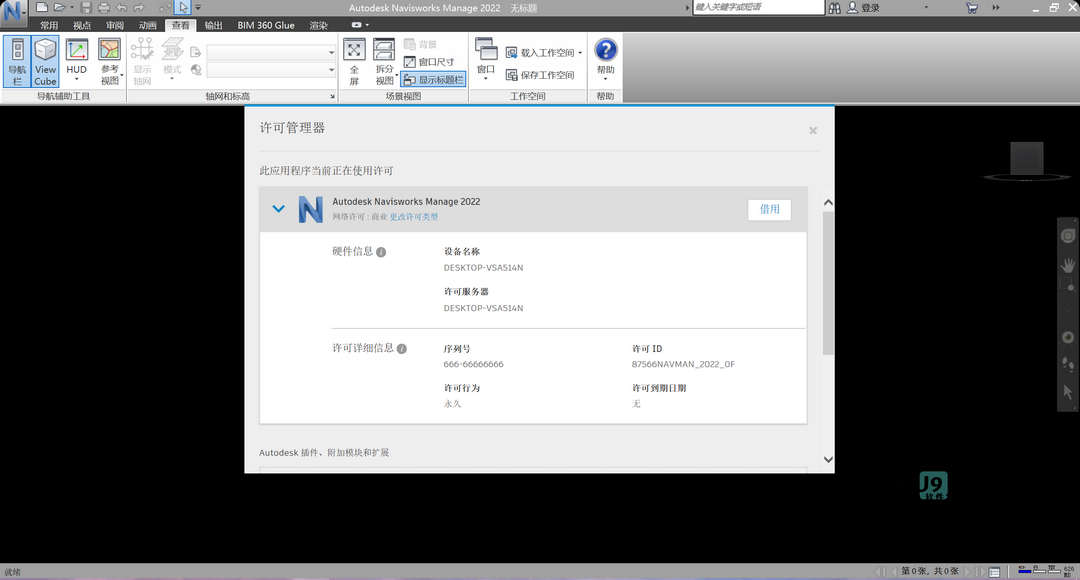 Autodesk Navisworks Manage 2022 无标题
键入关键字或短语
登录
常用 视点 审阅 动画 查看 输出 BIM 360 Glue 渲染
导航栏
View Cube
HUD
参考视图
显示轴网
模式
全屏
拆分视图
背景
窗口尺寸
显示标题栏
窗口
载入工作空间
保存工作空间
帮助
导航辅助工具 轴网和标高 场景视图 工作空间 帮助
许可管理器
此应用程序当前正在使用许可
Autodesk Navisworks Manage 2022
网络许可 : 商业 更改许可类型
借用
硬件信息
设备名称
DESKTOP-VSA514N
许可服务器
DESKTOP-VSA514N
许可详细信息
序列号
666-66666666
许可 ID
87566NAVMAN_2022_0F
许可行为
永久
许可到期日期
无
Autodesk 插件、附加模块和扩展
J9
就绪
第 0 张，共 0 张
626